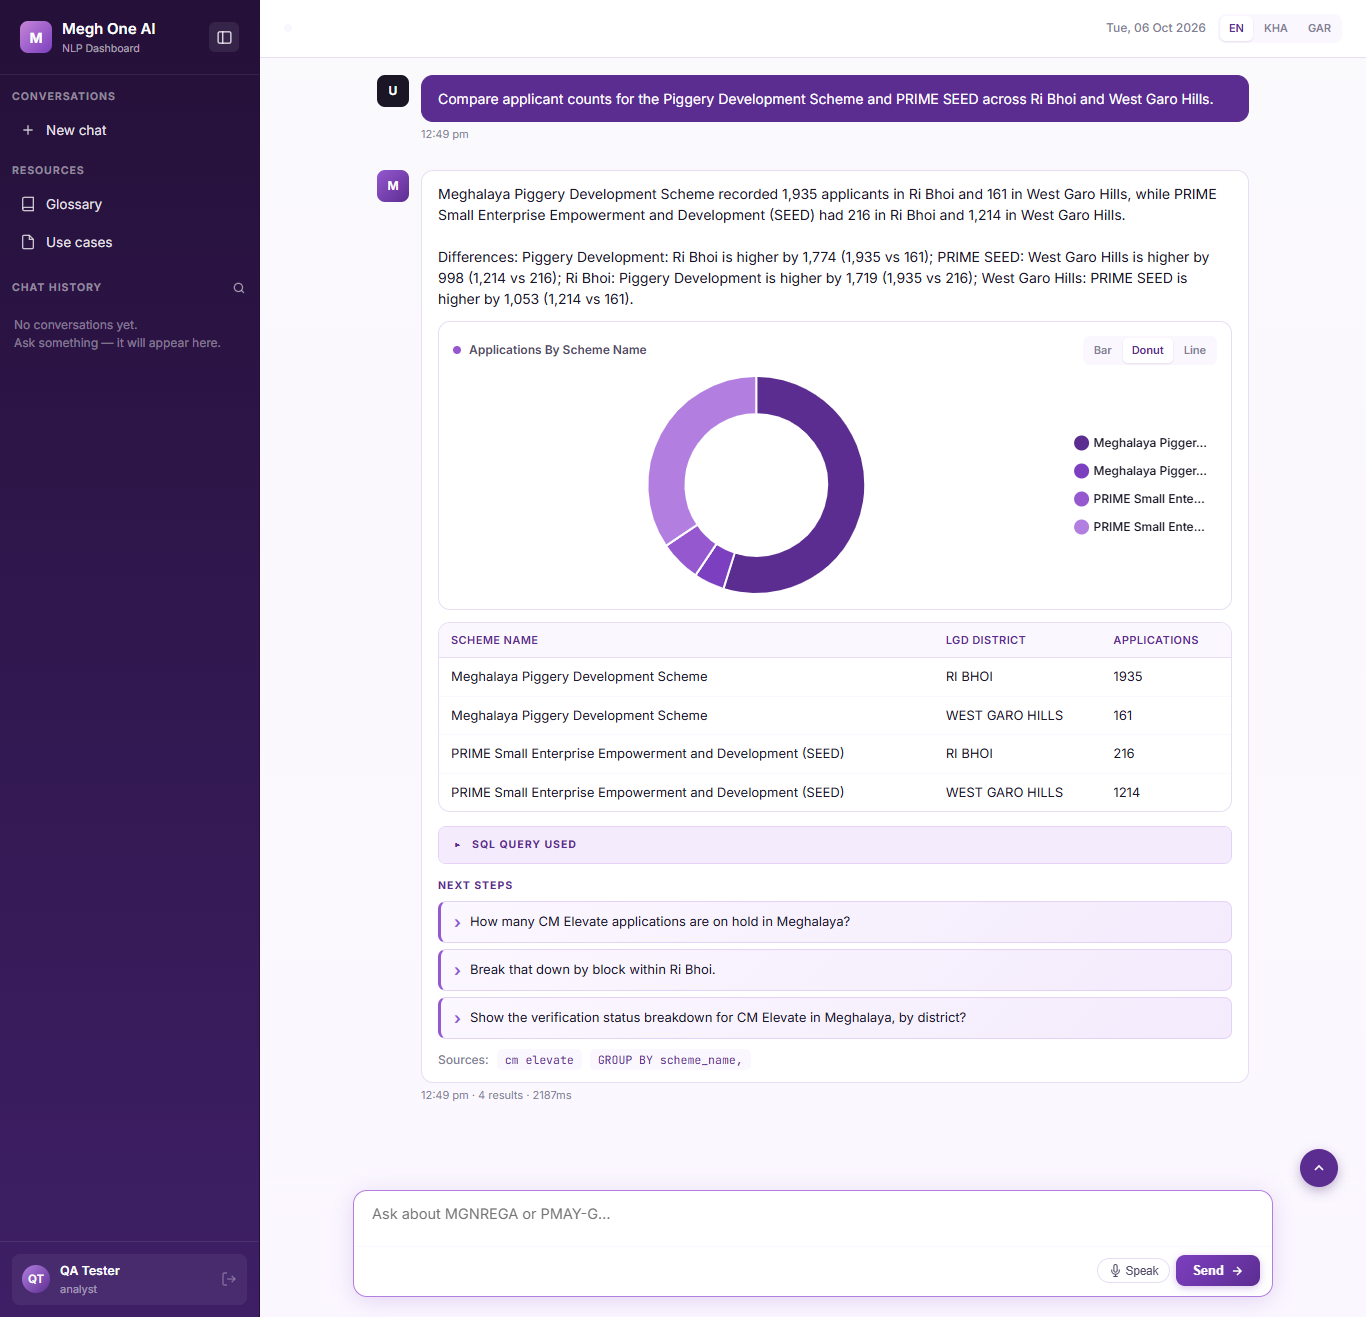 M
Megh One AI
NLP Dashboard
CONVERSATIONS
New chat
RESOURCES
Glossary
Use cases
CHAT HISTORY
No conversations yet.
Ask something — it will appear here.
QT
QA Tester
analyst
Tue, 06 Oct 2026
EN
KHA
GAR
U
Compare applicant counts for the Piggery Development Scheme and PRIME SEED across Ri Bhoi and West Garo Hills.
12:49 pm
M
Meghalaya Piggery Development Scheme recorded 1,935 applicants in Ri Bhoi and 161 in West Garo Hills, while PRIME
Small Enterprise Empowerment and Development (SEED) had 216 in Ri Bhoi and 1,214 in West Garo Hills.
Differences: Piggery Development: Ri Bhoi is higher by 1,774 (1,935 vs 161); PRIME SEED: West Garo Hills is higher by
998 (1,214 vs 216); Ri Bhoi: Piggery Development is higher by 1,719 (1,935 vs 216); West Garo Hills: PRIME SEED is
higher by 1,053 (1,214 vs 161).
Applications By Scheme Name
Bar
Donut
Line
Meghalaya Pigger...
Meghalaya Pigger...
PRIME Small Ente...
PRIME Small Ente...
SCHEME NAME LGD DISTRICT APPLICATIONS
Meghalaya Piggery Development Scheme RI BHOI 1935
Meghalaya Piggery Development Scheme WEST GARO HILLS 161
PRIME Small Enterprise Empowerment and Development (SEED) RI BHOI 216
PRIME Small Enterprise Empowerment and Development (SEED) WEST GARO HILLS 1214
SQL QUERY USED
NEXT STEPS
How many CM Elevate applications are on hold in Meghalaya?
Break that down by block within Ri Bhoi.
Show the verification status breakdown for CM Elevate in Meghalaya, by district?
Sources: cm elevate GROUP BY scheme_name,
12:49 pm · 4 results · 2187ms
Ask about MGNREGA or PMAY-G...
Speak
Send →